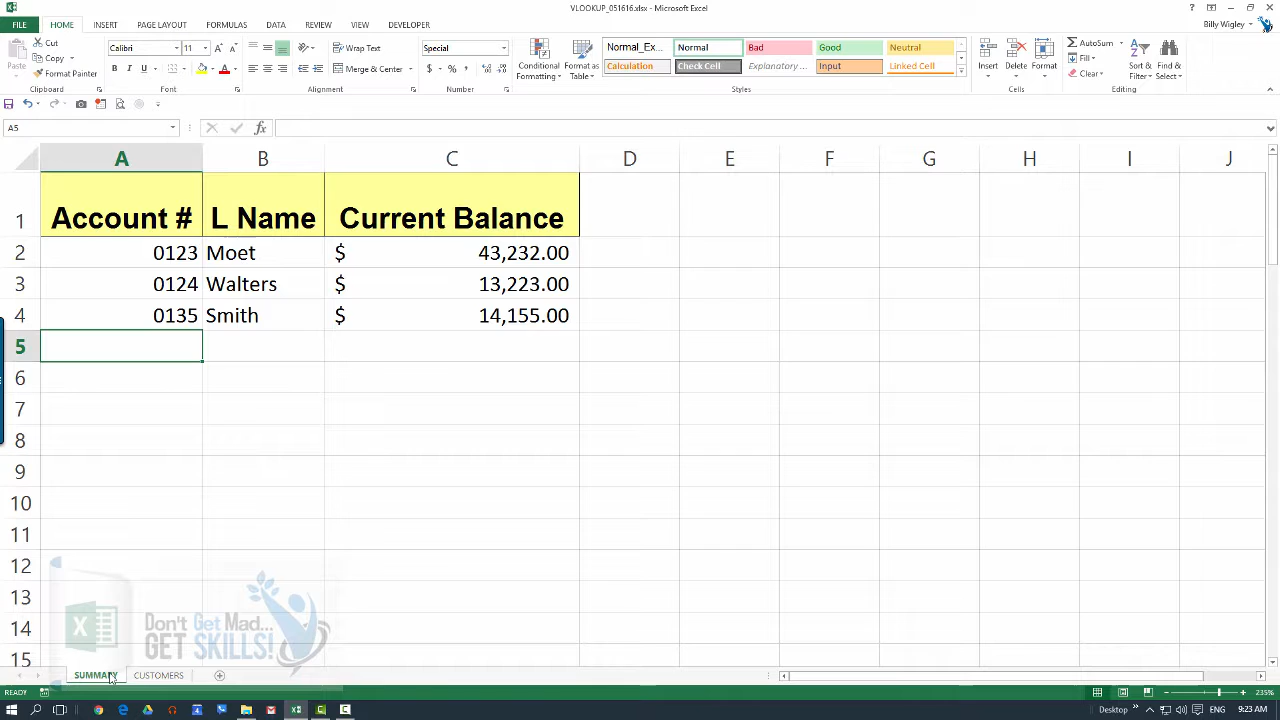 VLOOKUP_051616.xlsx - Microsoft Excel
FILE HOME INSERT PAGE LAYOUT FORMULAS DATA REVIEW VIEW DEVELOPER Billy Wigley
Cut
Copy
Format Painter
Paste
Clipboard
Calibri 11
Font
Wrap Text
Merge & Center
Alignment
Special
Number
Conditional Formatting
Format as Table
Normal_Ex... Normal Bad Good Neutral
Calculation Check Cell Explanatory ... Input Linked Cell
Styles
Insert Delete Format
Cells
AutoSum
Fill
Clear
Sort & Filter
Find & Select
Editing
A5
A B C D E F G H I J
1 Account # L Name Current Balance
2 0123 Moet $ 43,232.00
3 0124 Walters $ 13,223.00
4 0135 Smith $ 14,155.00
5
6
7
8
9
10
11
12
13
14
15
Don't Get Mad...
GET SKILLS!
SUMMARY CUSTOMERS
READY 235%
Desktop ENG 9:23 AM